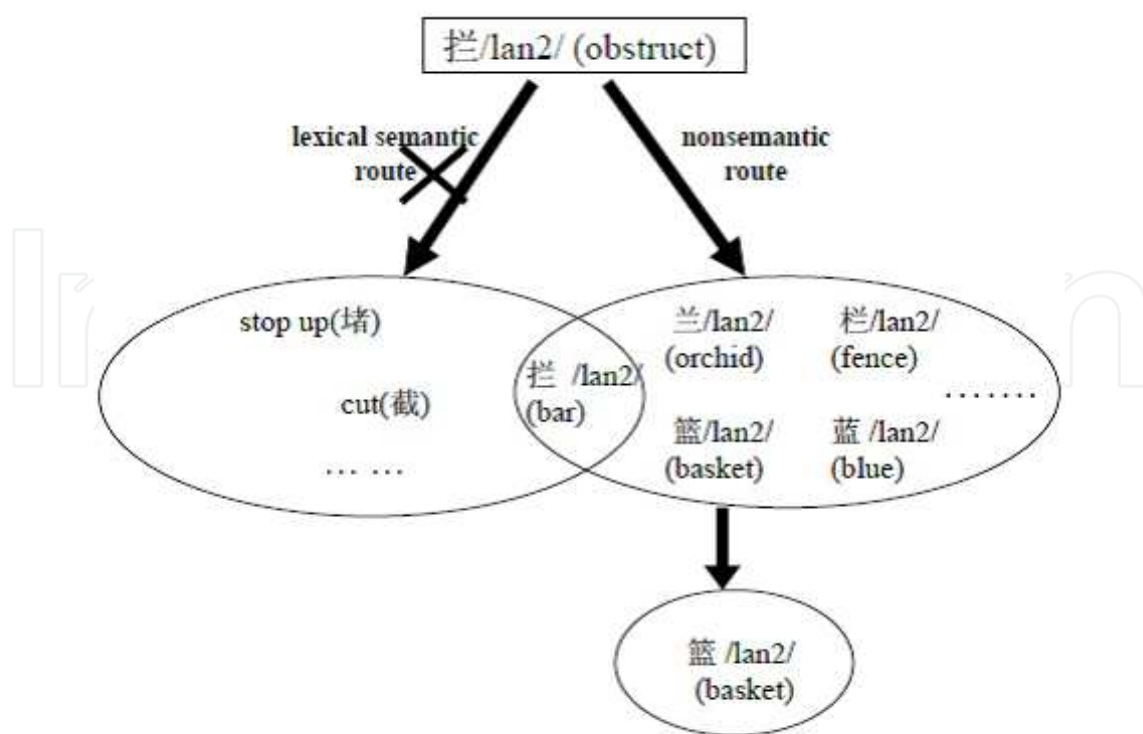 拦/lan2/ (obstruct)
lexical semantic
route
nonsemantic
route
stop up(堵)
cut(截)
... ...
拦 /lan2/
(bar)
兰/lan2/
(orchid)
栏/lan2/
(fence)
.......
篮/lan2/
(basket)
蓝 /lan2/
(blue)
篮 /lan2/
(basket)